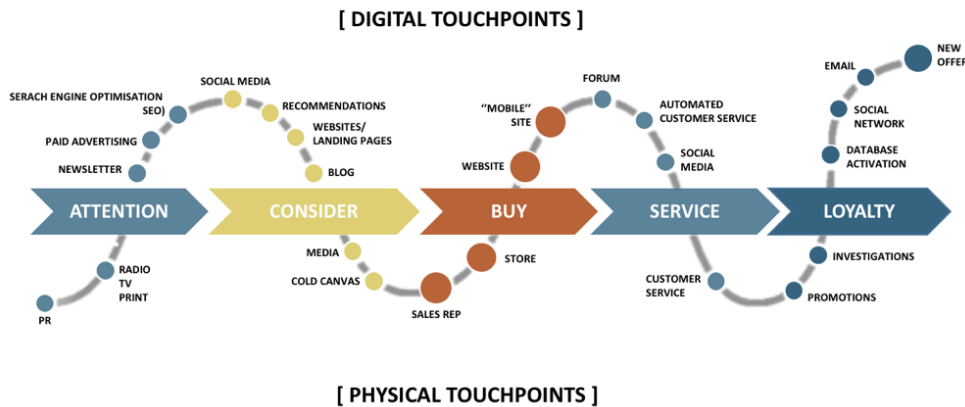 [ DIGITAL TOUCHPOINTS ]
SERACH ENGINE OPTIMISATION
SEO)
PAID ADVERTISING
NEWSLETTER
SOCIAL MEDIA
RECOMMENDATIONS
WEBSITES/
LANDING PAGES
BLOG
“MOBILE”
SITE
WEBSITE
FORUM
AUTOMATED
CUSTOMER SERVICE
SOCIAL
MEDIA
EMAIL
NEW
OFFER
SOCIAL
NETWORK
DATABASE
ACTIVATION
ATTENTION
CONSIDER
BUY
SERVICE
LOYALTY
RADIO
TV
PRINT
PR
MEDIA
COLD CANVAS
SALES REP
STORE
CUSTOMER
SERVICE
INVESTIGATIONS
PROMOTIONS
[ PHYSICAL TOUCHPOINTS ]